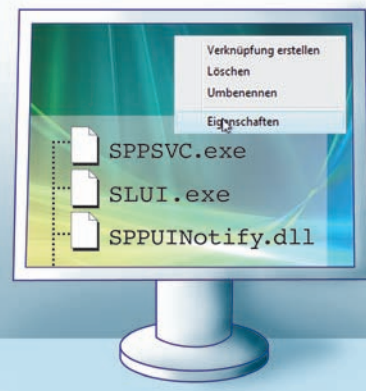 Verknüpfung erstellen
Löschen
Umbenennen
Eigenschaften
SPPSVC.exe
SLUI.exe
SPPUINotify.dll